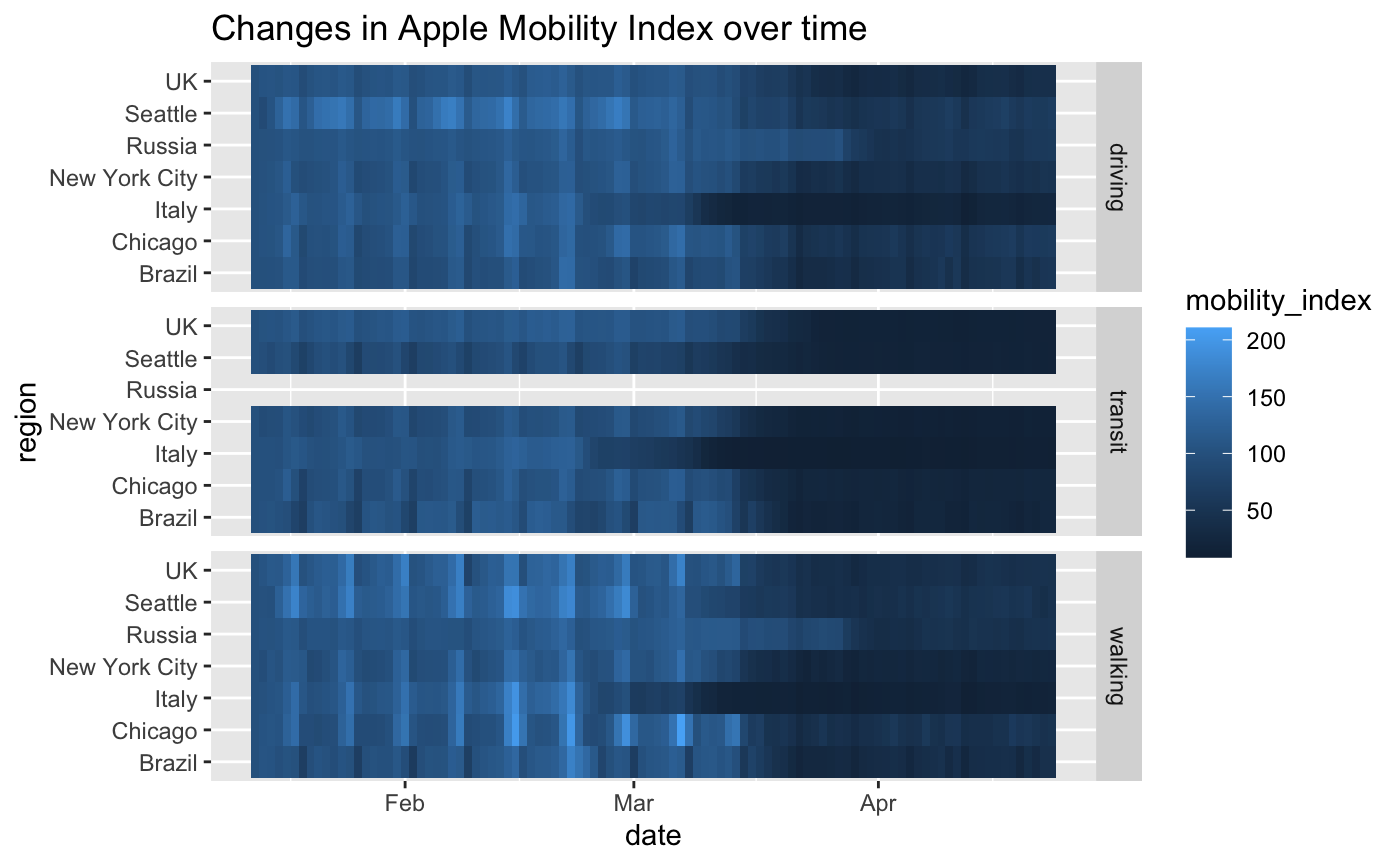 Changes in Apple Mobility Index over time
region
UK
Seattle
Russia
New York City
Italy
Chicago
Brazil
driving
UK
Seattle
Russia
New York City
Italy
Chicago
Brazil
transit
UK
Seattle
Russia
New York City
Italy
Chicago
Brazil
walking
Feb
Mar
Apr
date
mobility_index
200
150
100
50